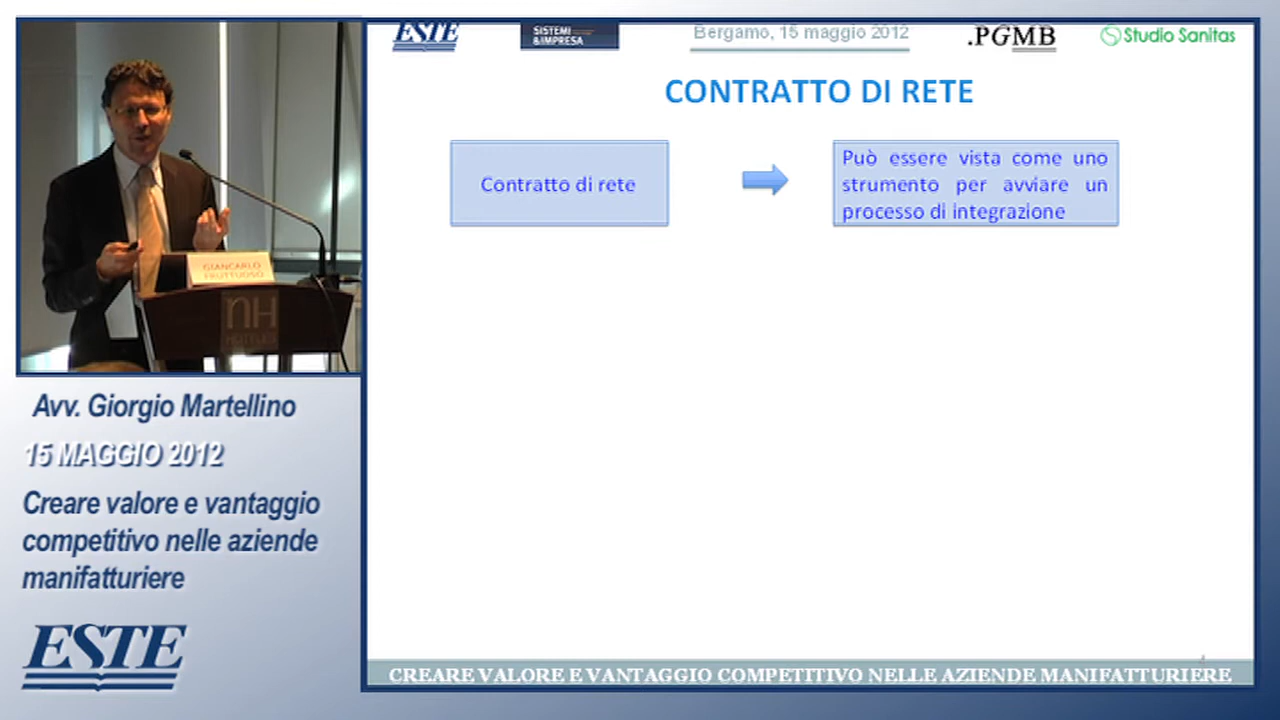 ESTE
SISTEMI
&IMPRESA
Bergamo, 15 maggio 2012
.PGMB
Studio Sanitas
CONTRATTO DI RETE
Contratto di rete
Può essere vista come uno
strumento per avviare un
processo di integrazione
GIANCARLO
FRUTTUOSO
NH
HOTELES
Avv. Giorgio Martellino
15 MAGGIO 2012
Creare valore e vantaggio
competitivo nelle aziende
manifatturiere
ESTE
CREARE VALORE E VANTAGGIO COMPETITIVO NELLE AZIENDE MANIFATTURIERE